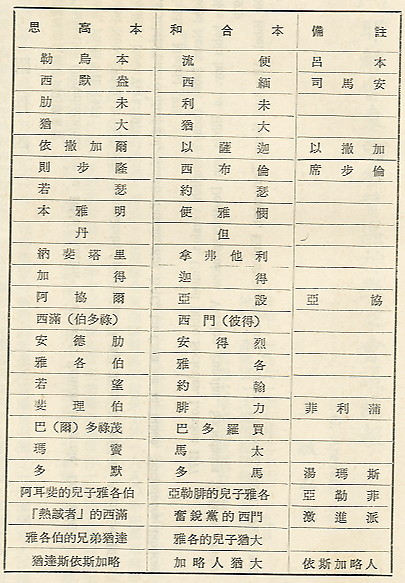 思高本 和合本 備註
勒烏本 流便 呂本
西默盎 西緬 司馬安
肋未 利未
猶大 猶大
依撒加爾 以薩迦 以撒加
則步隆 西布倫 席步倫
若瑟 約瑟
本雅明 便雅憫
丹 但
納斐塔里 拿弗他利
加得 迦得
阿協爾 亞設 亞協
西滿（伯多祿） 西門（彼得）
安德肋 安得烈
雅各伯 雅各
若望 約翰
斐理伯 腓力 菲利蒲
巴（爾）多祿茂 巴多羅買
瑪竇 馬太
多默 多馬 湯瑪斯
阿耳斐的兒子雅各伯 亞勒腓的兒子雅各 亞勒菲
「熱誠者」的西滿 奮銳黨的西門 激進派
雅各伯的兄弟猶達 雅各的兒子猶大
猶達斯依斯加略 加略人猶大 依斯加略人